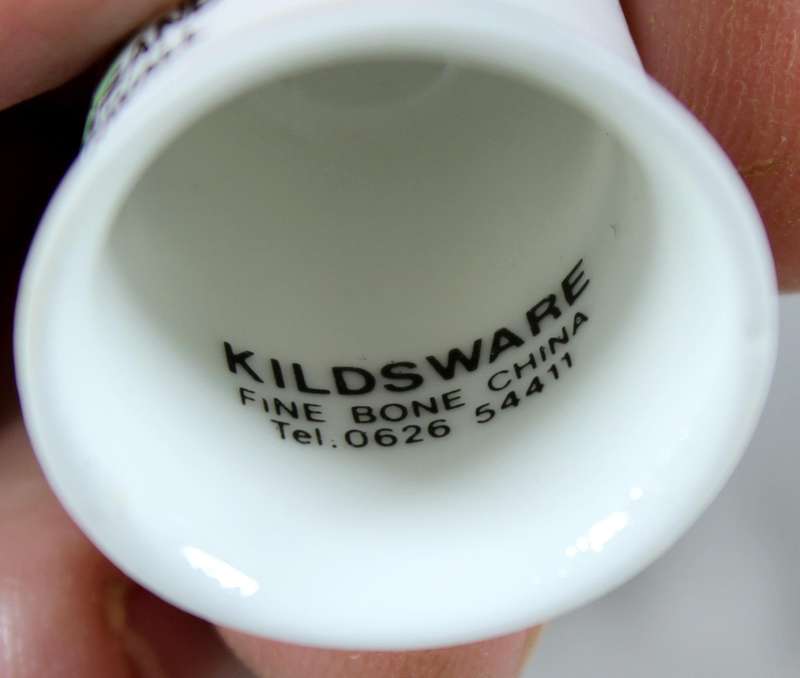 KILDSWARE
FINE BONE CHINA
Tel.0626 54411